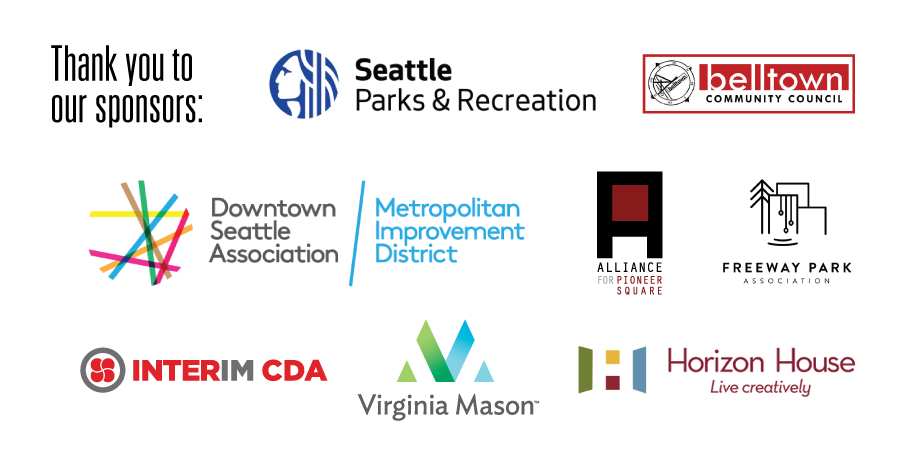 Thank you to
our sponsors:
Seattle
Parks & Recreation
belltown
COMMUNITY COUNCIL
Downtown
Seattle
Association
Metropolitan
Improvement
District
ALLIANCE
FOR PIONEER
SQUARE
FREEWAY PARK
ASSOCIATION
INTERIM CDA
Virginia Mason™
Horizon House
Live creatively